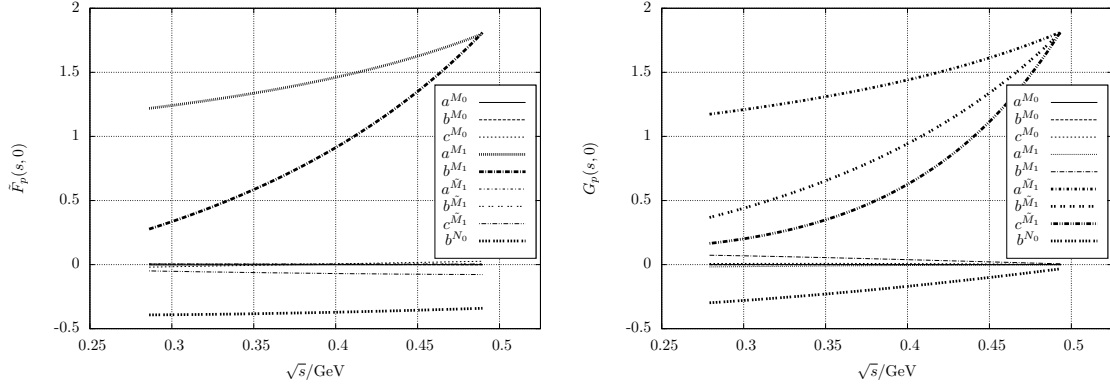 2
1.5
1
0.5
0
-0.5
0.25
0.3
0.35
0.4
0.45
0.5
√s/GeV
F̃_p(s, 0)
a^{M_0}
b^{M_0}
c^{M_0}
a^{M_1}
b^{M_1}
a^{M̃_1}
b^{M̃_1}
c^{M̃_1}
b^{N_0}
2
1.5
1
0.5
0
-0.5
0.25
0.3
0.35
0.4
0.45
0.5
√s/GeV
G_p(s, 0)
a^{M_0}
b^{M_0}
c^{M_0}
a^{M_1}
b^{M_1}
a^{M̃_1}
b^{M̃_1}
c^{M̃_1}
b^{N_0}